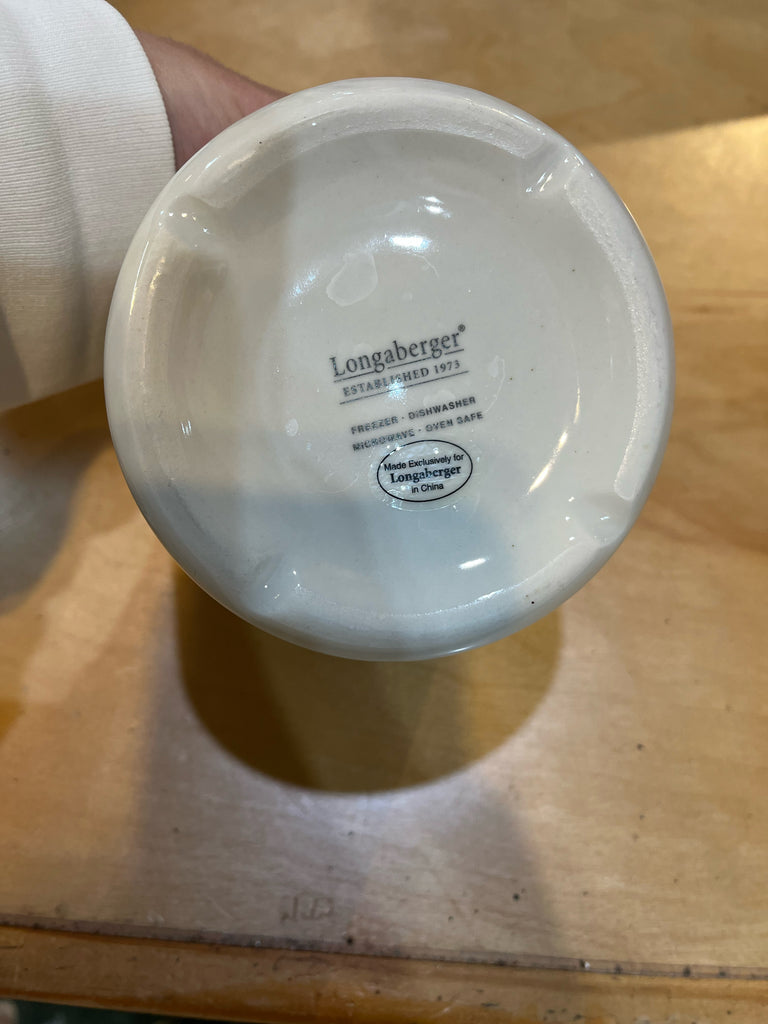 Longaberger®
ESTABLISHED 1973
FREEZER · DISHWASHER
MICROWAVE · OVEN SAFE
Made Exclusively for
Longaberger
in China